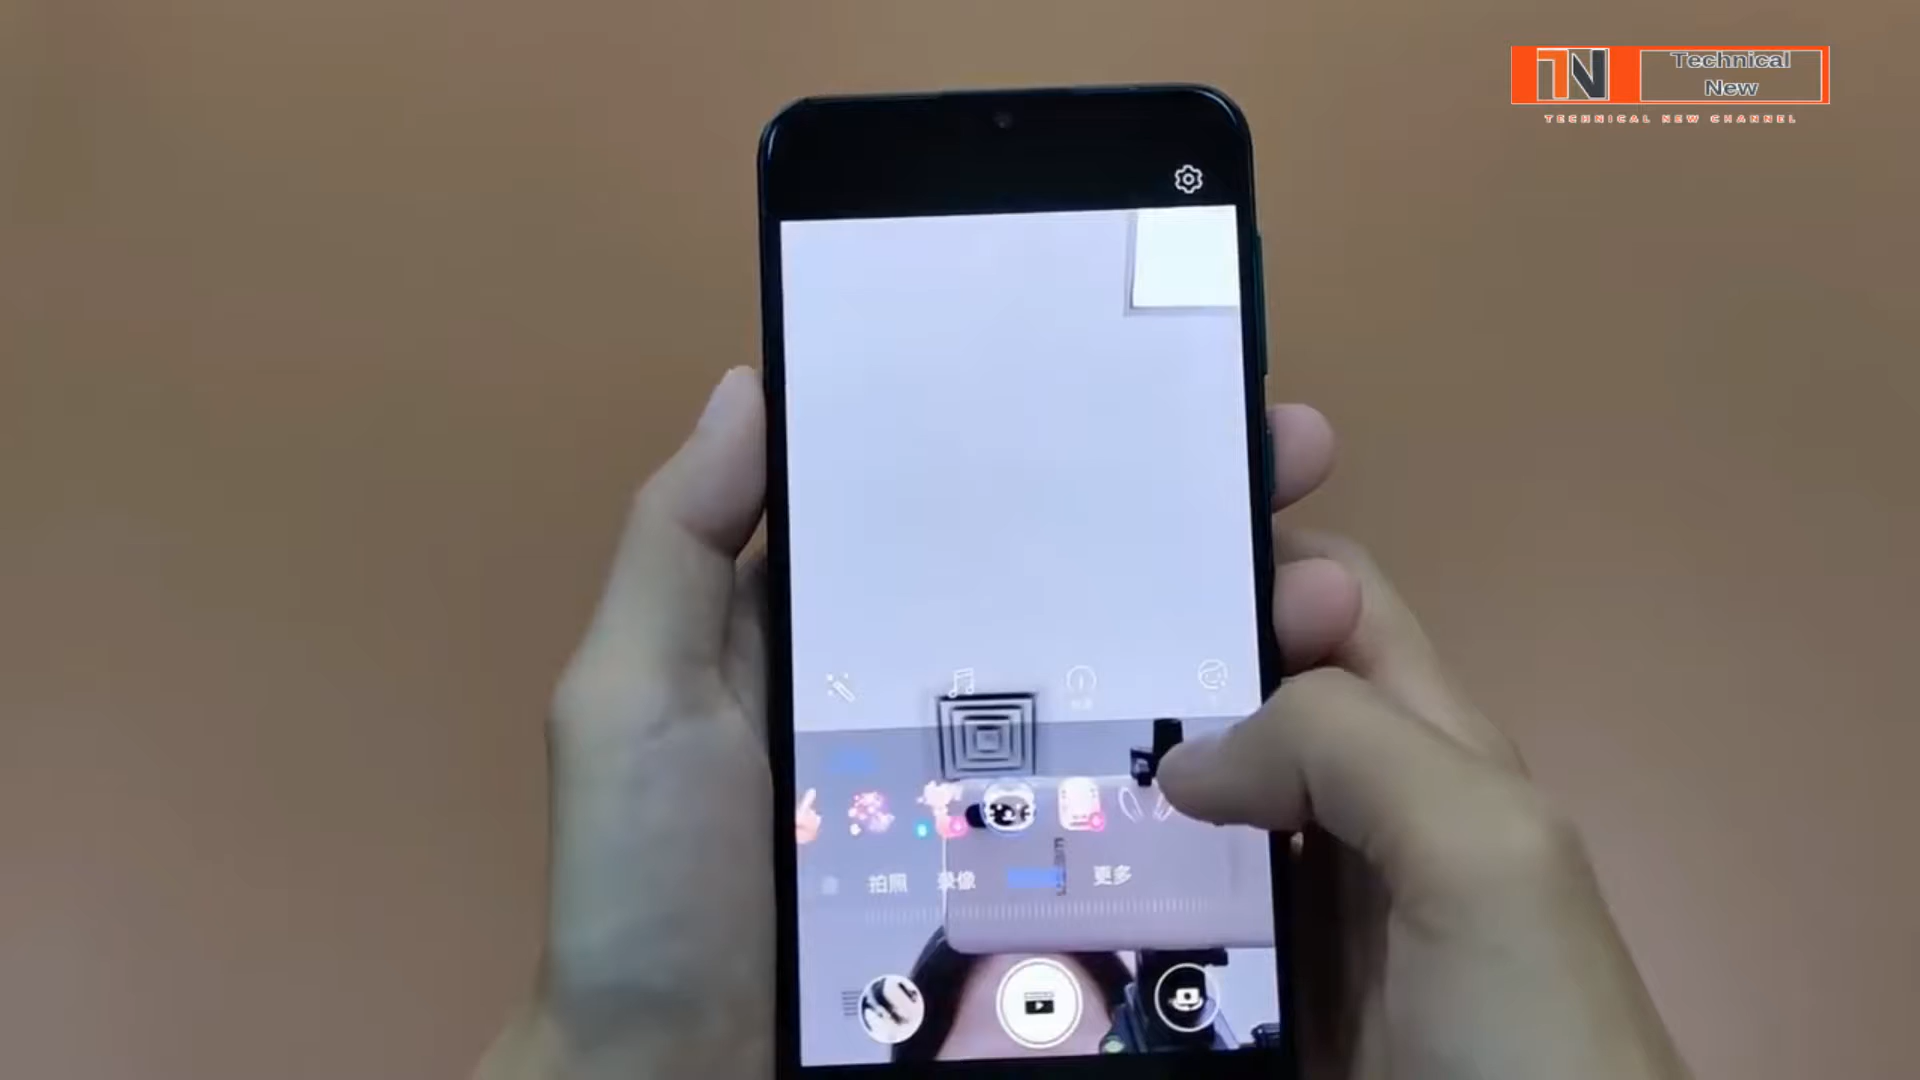 TN
Technical
New
TECHNICAL NEW CHANNEL
拍照 录像 更多